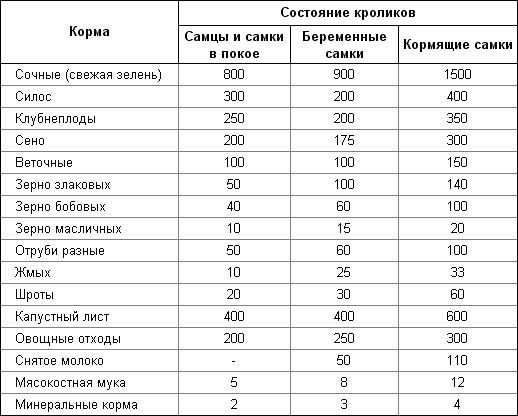 Корма
Состояние кроликов
Самцы и самки в покое
Беременные самки
Кормящие самки
Сочные (свежая зелень) 800 900 1500
Силос 300 200 400
Клубнеплоды 250 200 350
Сено 200 175 300
Веточные 100 100 150
Зерно злаковых 50 100 140
Зерно бобовых 40 60 100
Зерно масличных 10 15 20
Отруби разные 50 60 100
Жмых 10 25 33
Шроты 20 30 60
Капустный лист 400 400 600
Овощные отходы 200 250 300
Снятое молоко - 50 110
Мясокостная мука 5 8 12
Минеральные корма 2 3 4